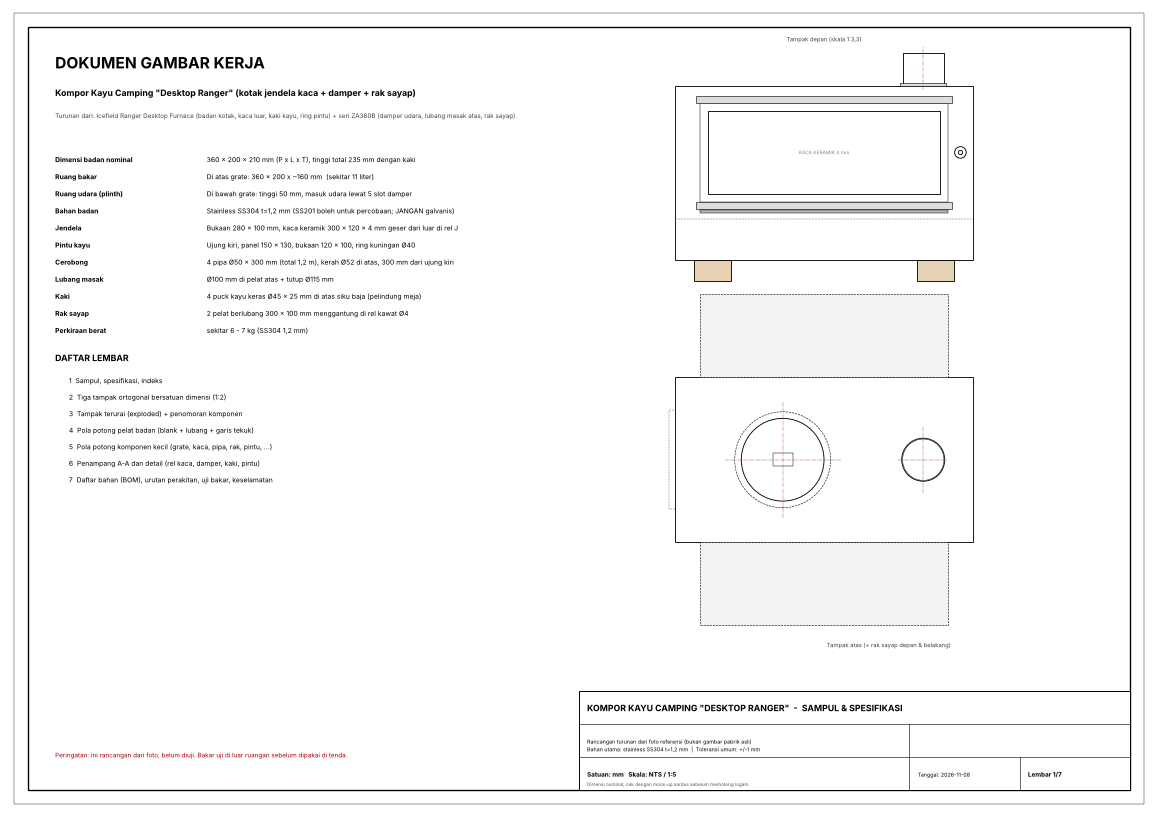 DOKUMEN GAMBAR KERJA
Kompor Kayu Camping "Desktop Ranger" (kotak jendela kaca + damper + rak sayap)
Turunan dari: Icefield Ranger Desktop Furnace (badan kotak, kaca luar, kaki kayu, ring pintu) + seri ZA360B (damper udara, lubang masak atas, rak sayap).
Dimensi badan nominal 360 × 200 × 210 mm (P x L x T), tinggi total 235 mm dengan kaki
Ruang bakar Di atas grate: 360 × 200 x ~160 mm (sekitar 11 liter)
Ruang udara (plinth) Di bawah grate: tinggi 50 mm, masuk udara lewat 5 slot damper
Bahan badan Stainless SS304 t=1,2 mm (SS201 boleh untuk percobaan; JANGAN galvanis)
Jendela Bukaan 280 × 100 mm, kaca keramik 300 × 120 × 4 mm geser dari luar di rel J
Pintu kayu Ujung kiri, panel 150 × 130, bukaan 120 × 100, ring kuningan Ø40
Cerobong 4 pipa Ø50 × 300 mm (total 1,2 m), kerah Ø52 di atas, 300 mm dari ujung kiri
Lubang masak Ø100 mm di pelat atas + tutup Ø115 mm
Kaki 4 puck kayu keras Ø45 × 25 mm di atas siku baja (pelindung meja)
Rak sayap 2 pelat berlubang 300 × 100 mm menggantung di rel kawat Ø4
Perkiraan berat sekitar 6 - 7 kg (SS304 1,2 mm)
DAFTAR LEMBAR
1 Sampul, spesifikasi, indeks
2 Tiga tampak ortogonal bersatuan dimensi (1:2)
3 Tampak terurai (exploded) + penomoran komponen
4 Pola potong pelat badan (blank + lubang + garis tekuk)
5 Pola potong komponen kecil (grate, kaca, pipa, rak, pintu, ...)
6 Penampang A-A dan detail (rel kaca, damper, kaki, pintu)
7 Daftar bahan (BOM), urutan perakitan, uji bakar, keselamatan
Peringatan: ini rancangan dari foto, belum diuji. Bakar uji di luar ruangan sebelum dipakai di tenda.
Tampak depan (skala 1:3,3)
KACA KERAMIK 4 mm
Tampak atas (+ rak sayap depan & belakang)
KOMPOR KAYU CAMPING "DESKTOP RANGER" - SAMPUL & SPESIFIKASI
Rancangan turunan dari foto referensi (bukan gambar pabrik asli)
Bahan utama: stainless SS304 t=1,2 mm | Toleransi umum: +/-1 mm
Satuan: mm Skala: NTS / 1:5
Dimensi nominal, cek dengan mock-up kardus sebelum memotong logam.
Tanggal: 2026-11-08
Lembar 1/7